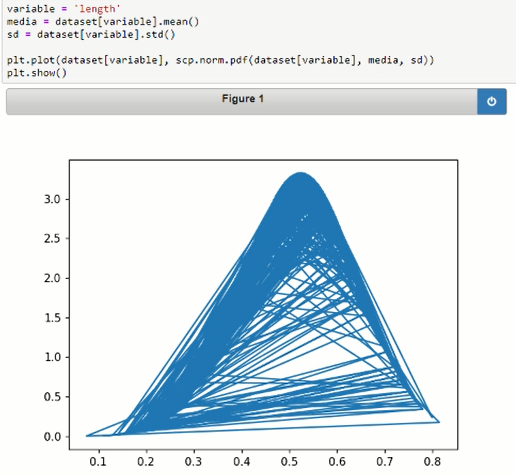 variable = 'length'
media = dataset[variable].mean()
sd = dataset[variable].std()
plt.plot(dataset[variable], scp.norm.pdf(dataset[variable], media, sd))
plt.show()
Figure 1
3.0
2.5
2.0
1.5
1.0
0.5
0.0
0.1 0.2 0.3 0.4 0.5 0.6 0.7 0.8